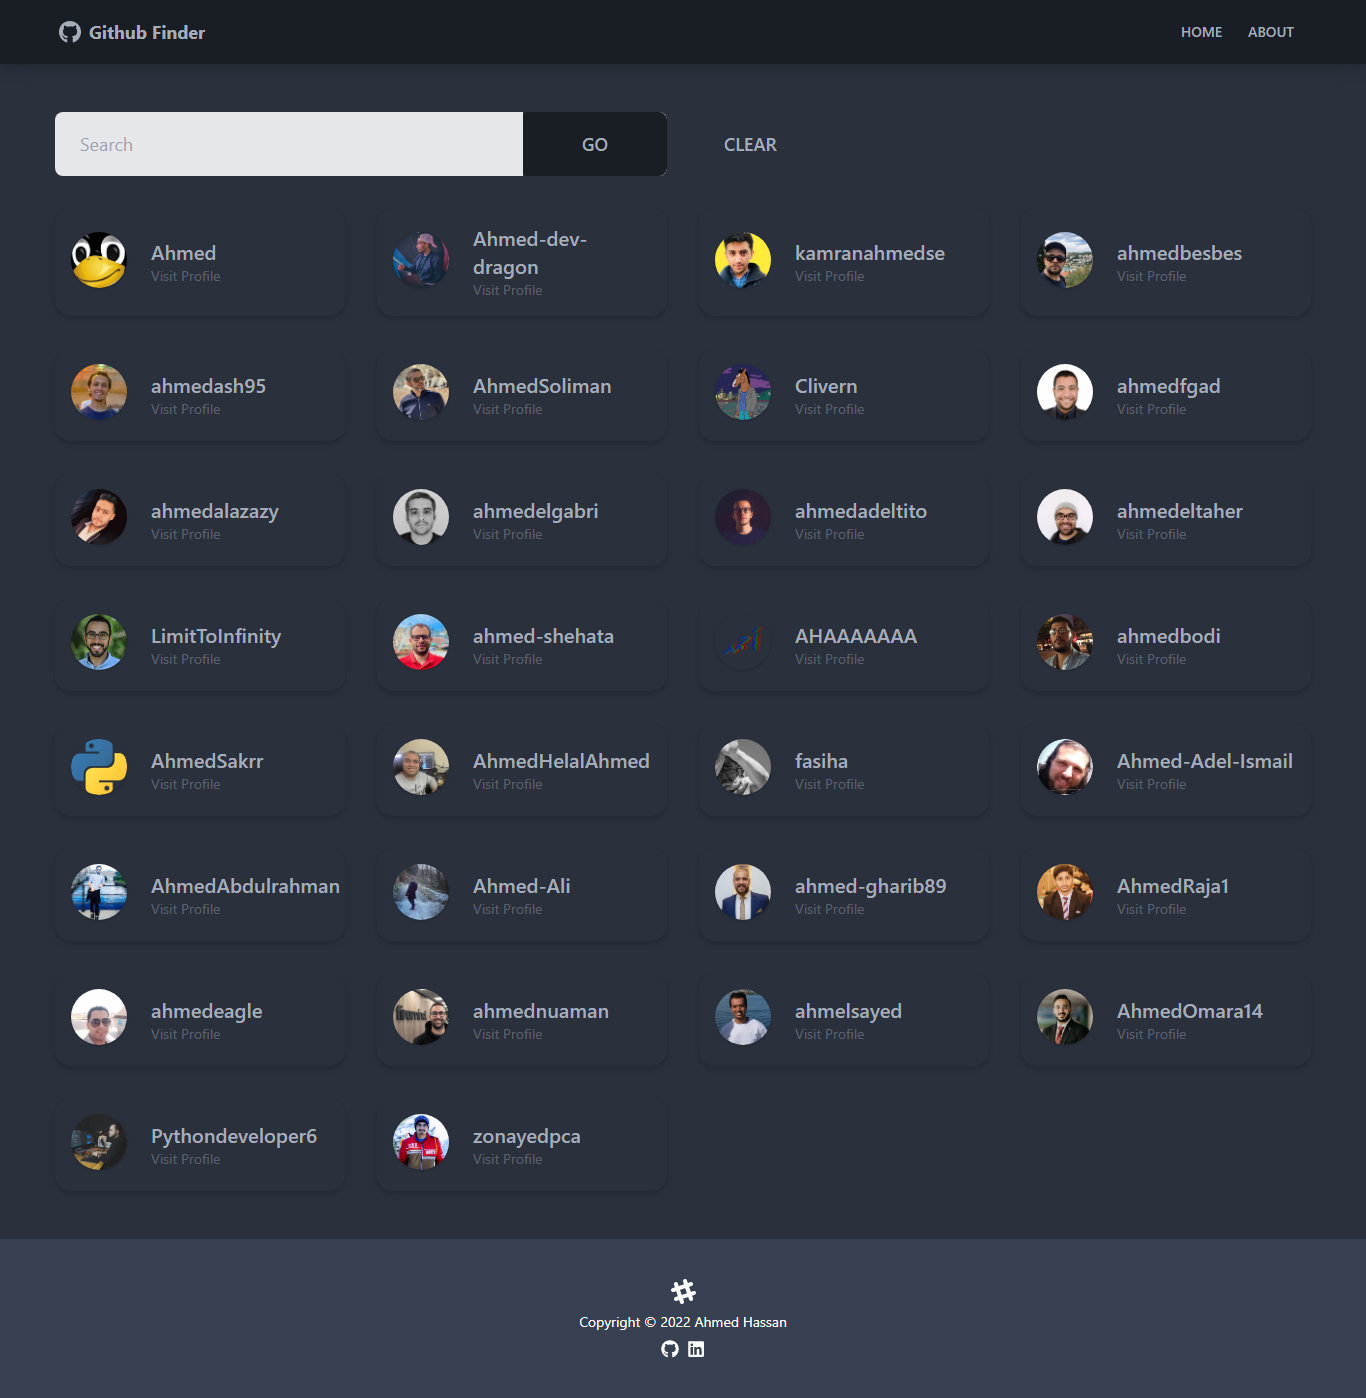 Github Finder
HOME
ABOUT
Search
GO
CLEAR
Ahmed
Visit Profile
Ahmed-dev-
dragon
Visit Profile
kamranahmedse
Visit Profile
ahmedbesbes
Visit Profile
ahmedash95
Visit Profile
AhmedSoliman
Visit Profile
Clivern
Visit Profile
ahmedfgad
Visit Profile
ahmedalazazy
Visit Profile
ahmedelgabri
Visit Profile
ahmedadeltito
Visit Profile
ahmedeltaher
Visit Profile
LimitToInfinity
Visit Profile
ahmed-shehata
Visit Profile
AHAAAAAAA
Visit Profile
ahmedbodi
Visit Profile
AhmedSakrr
Visit Profile
AhmedHelalAhmed
Visit Profile
fasiha
Visit Profile
Ahmed-Adel-Ismail
Visit Profile
AhmedAbdulrahman
Visit Profile
Ahmed-Ali
Visit Profile
ahmed-gharib89
Visit Profile
AhmedRaja1
Visit Profile
ahmedeagle
Visit Profile
ahmednuaman
Visit Profile
ahmelsayed
Visit Profile
AhmedOmara14
Visit Profile
Pythondeveloper6
Visit Profile
zonayedpca
Visit Profile
Copyright © 2022 Ahmed Hassan